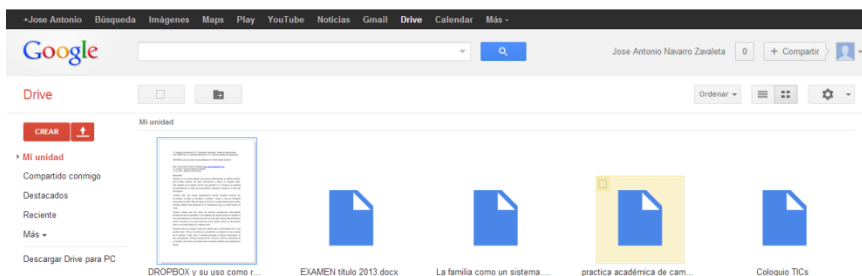 +Jose Antonio Búsqueda Imágenes Maps Play YouTube Noticias Gmail Drive Calendar Más
Google
Jose Antonio Navarro Zavaleta 0 + Compartir
Drive
Ordenar
CREAR
Mi unidad
Mi unidad
Compartido conmigo
Destacados
Reciente
Más
Descargar Drive para PC
DROPBOX y su uso como r...
EXAMEN título 2013.docx
La familia como un sistema....
practica académica de cam...
Coloquio TICs